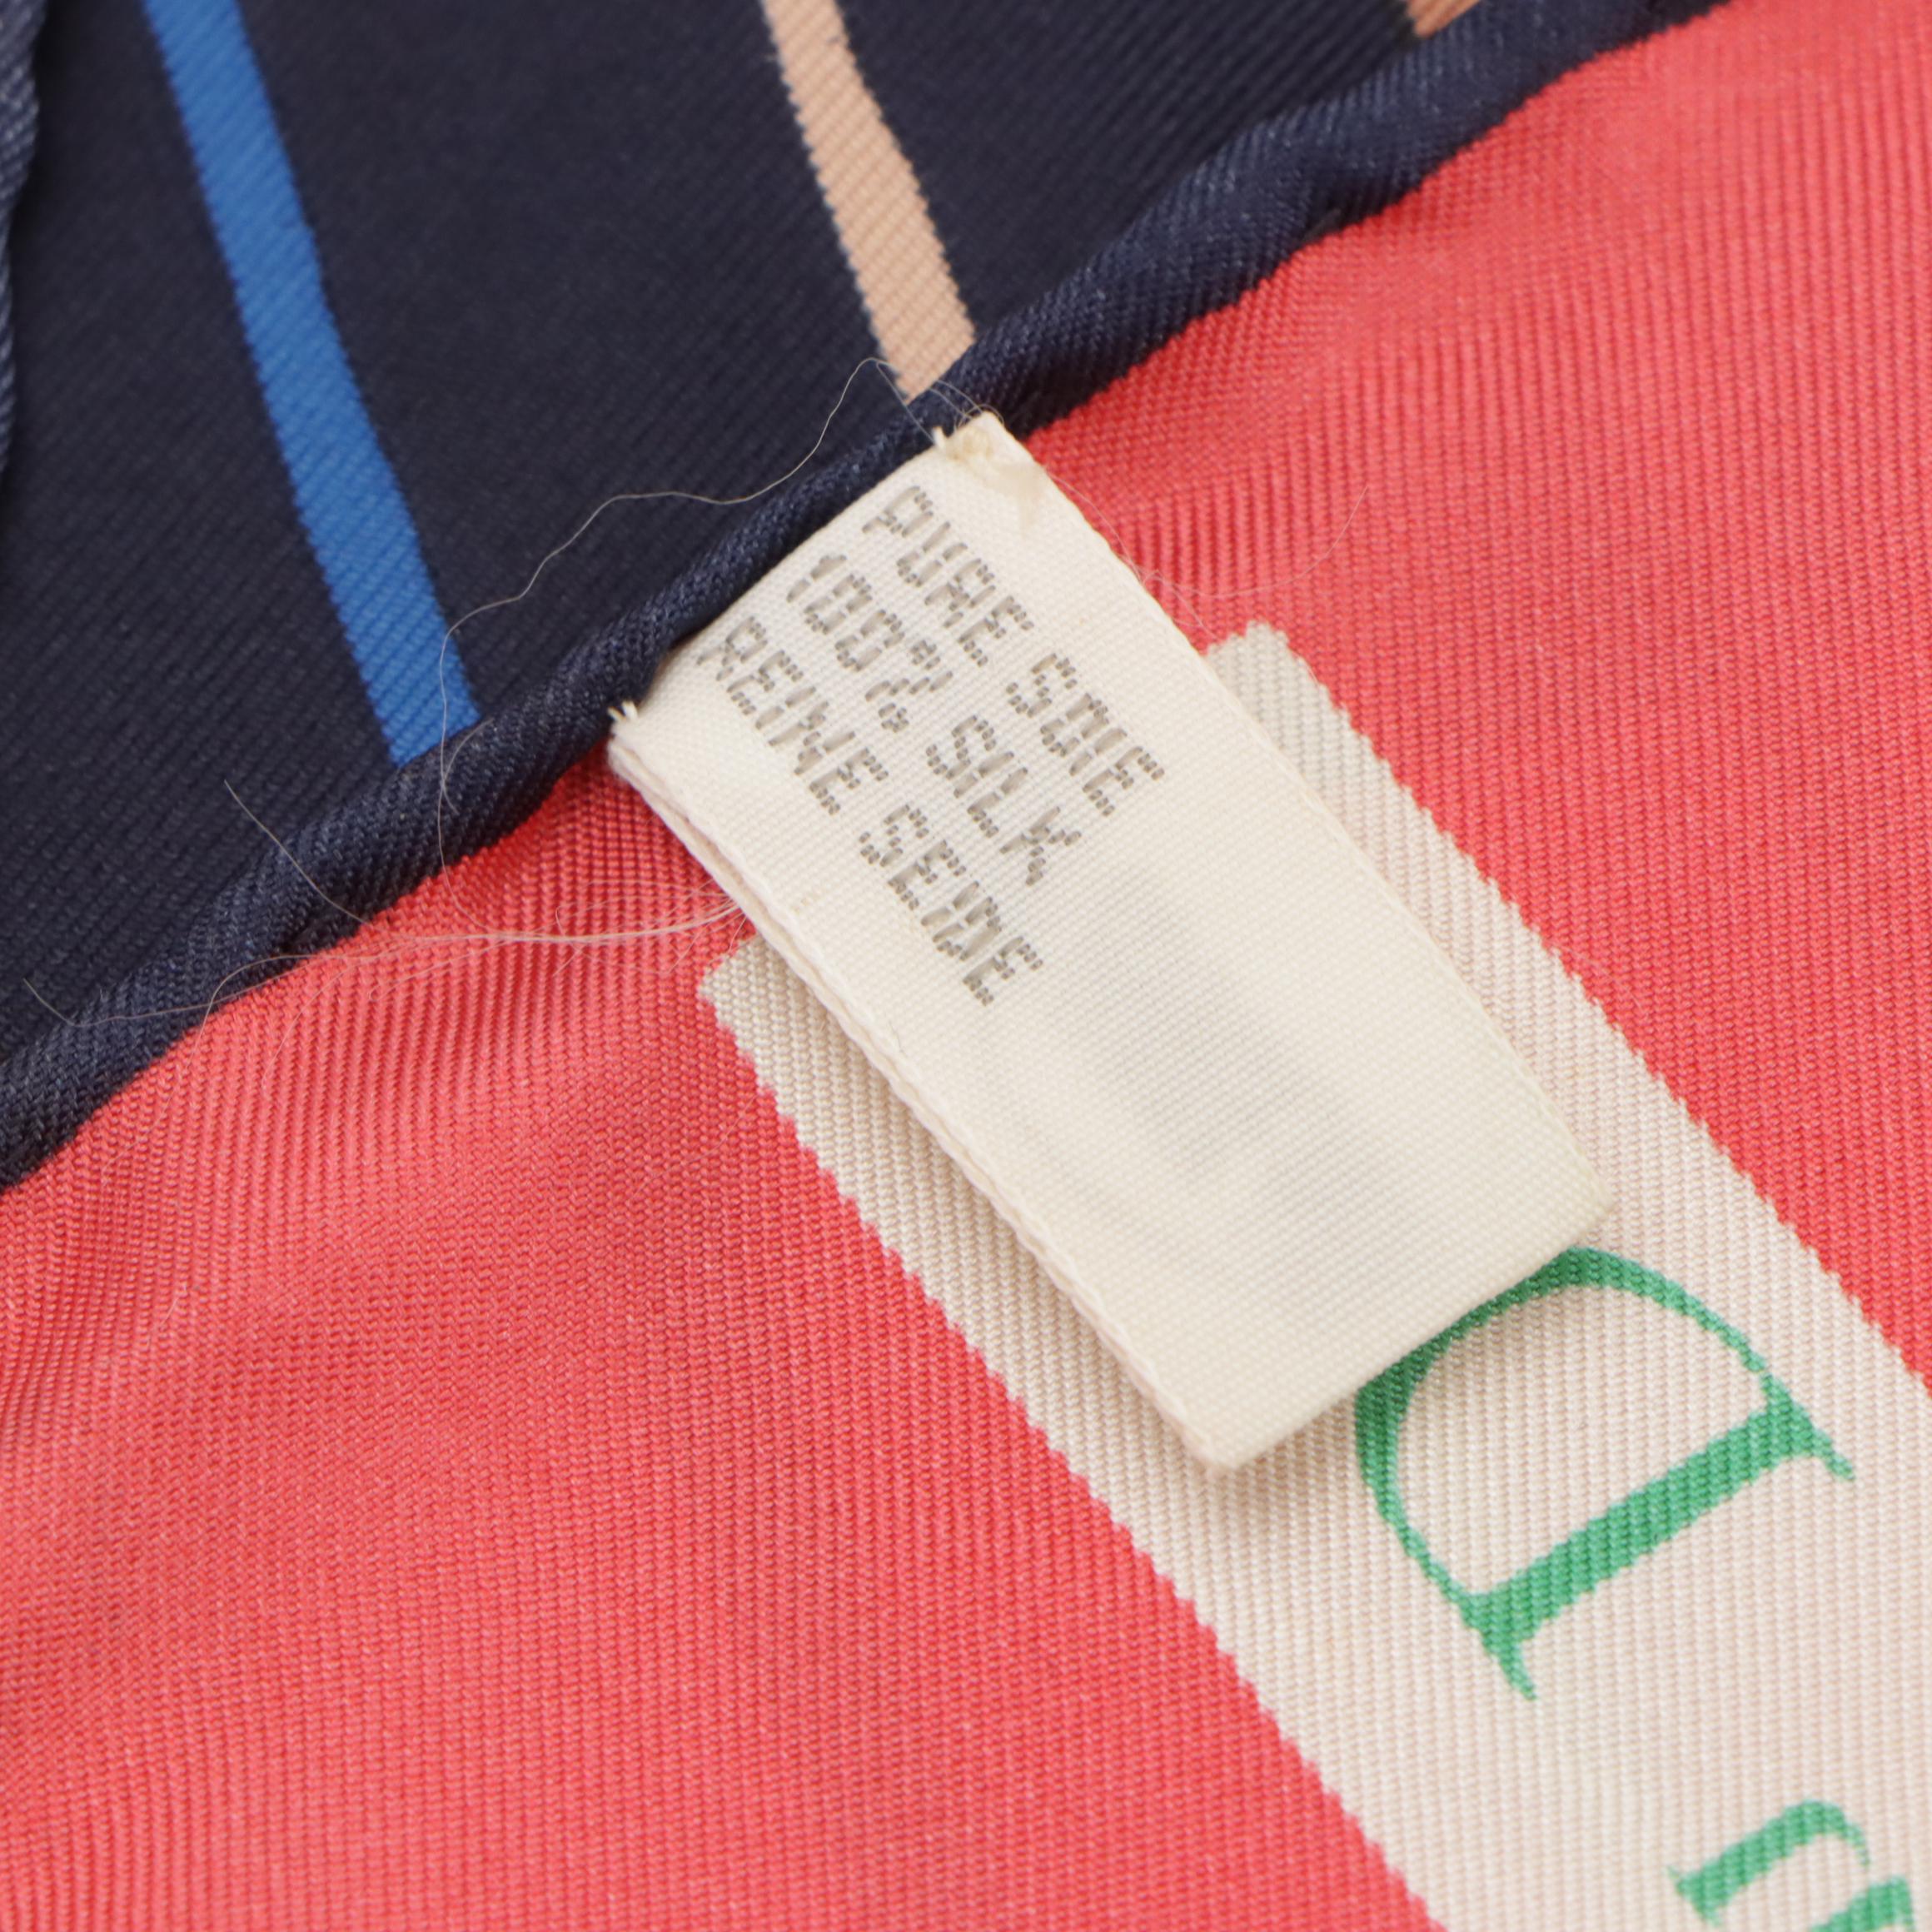 PURE SOIE
100% SILK
REINE SEIDE
D